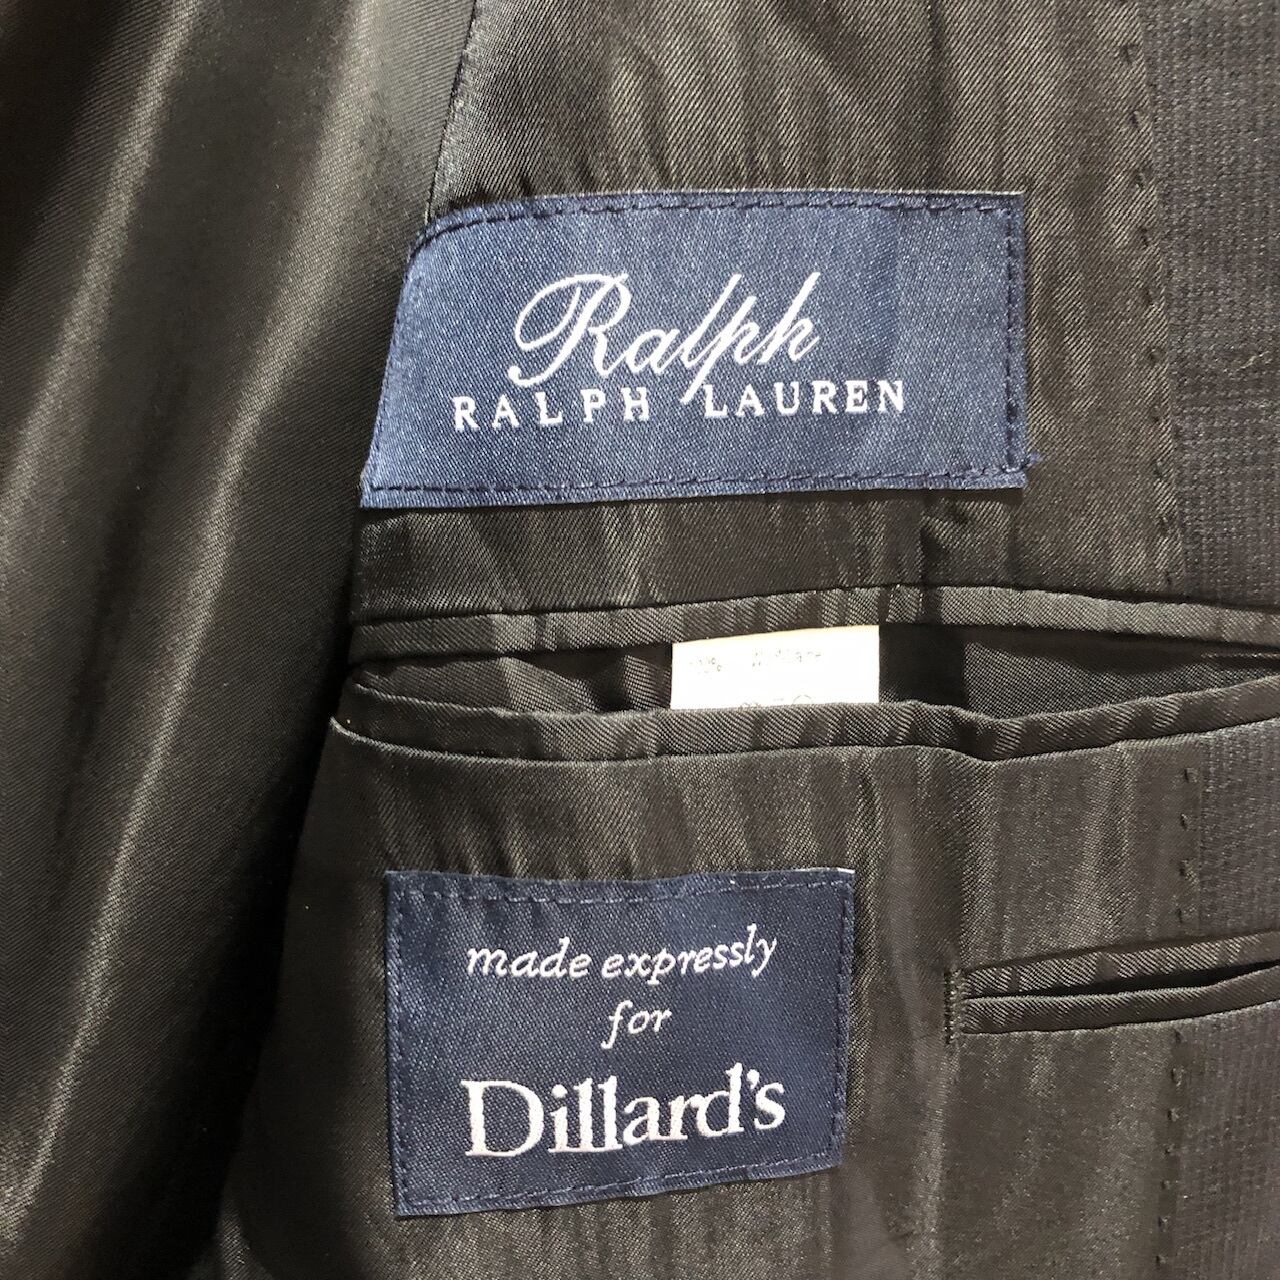 Ralph
RALPH LAUREN
made expressly
for
Dillard's